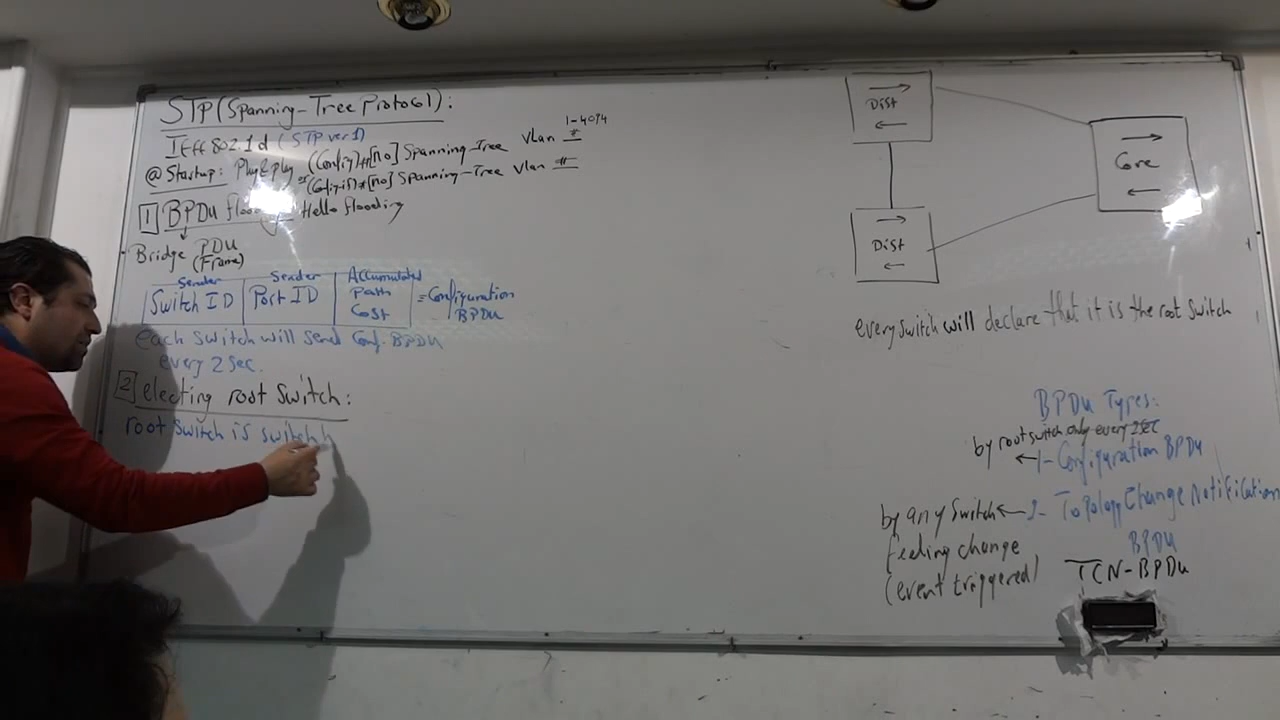 STP (Spanning-Tree Protocol):
IEEE 802.1d (STP ver1)
1-4094
@ Startup: Plug & play (Config)#[no] Spanning-Tree Vlan #
or (Config-if)#[no] Spanning-Tree Vlan #
1 BPDU flooding Hello flooding
Bridge PDU
(Frame)
Sender Sender Accumulated
Switch ID Port ID Path Cost = Configuration BPDU
each switch will send Conf. BPDU
every 2 sec.
2 electing root switch:
root switch is switch
Dist
Core
Dist
every switch will declare that it is the root switch
BPDU Types:
by root switch only every 2 sec
← 1- Configuration BPDU
by any switch ← 2- Topology Change Notification
feeling change BPDU
(event triggered) TCN-BPDU